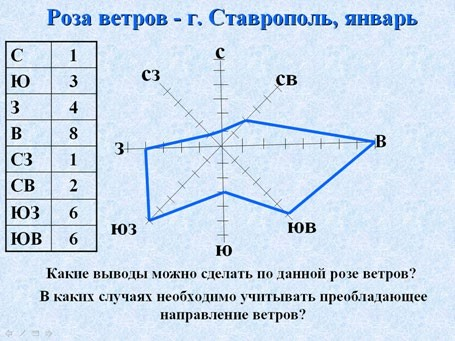 Роза ветров - г. Ставрополь, январь
С 1
Ю 3
З 4
В 8
СЗ 1
СВ 2
ЮЗ 6
ЮВ 6
с
сз
св
з
в
юз
юв
ю
Какие выводы можно сделать по данной розе ветров?
В каких случаях необходимо учитывать преобладающее
направление ветров?